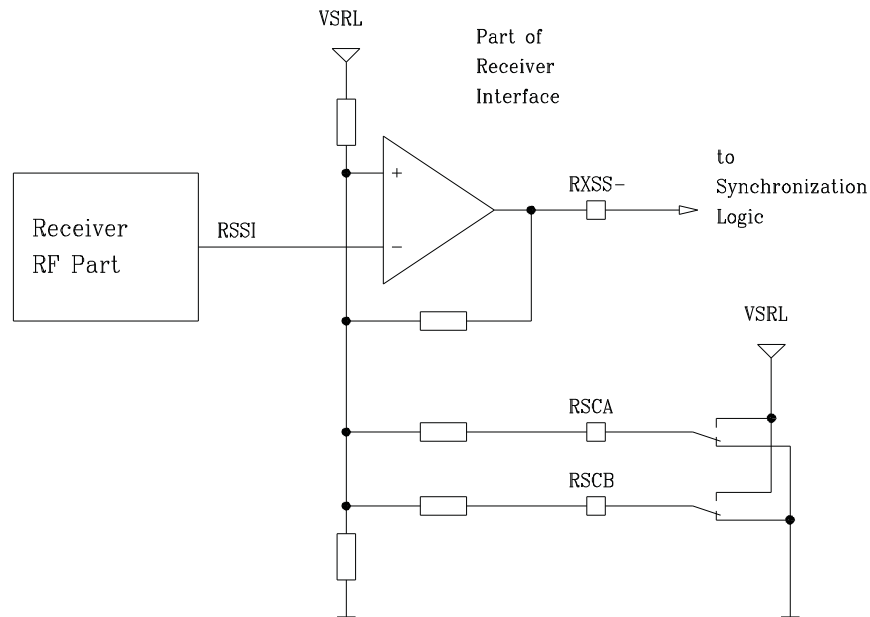 VSRL
Part of
Receiver
Interface
+
to
Synchronization
Logic
RXSS-
Receiver
RF Part
RSSI
-
VSRL
RSCA
RSCB